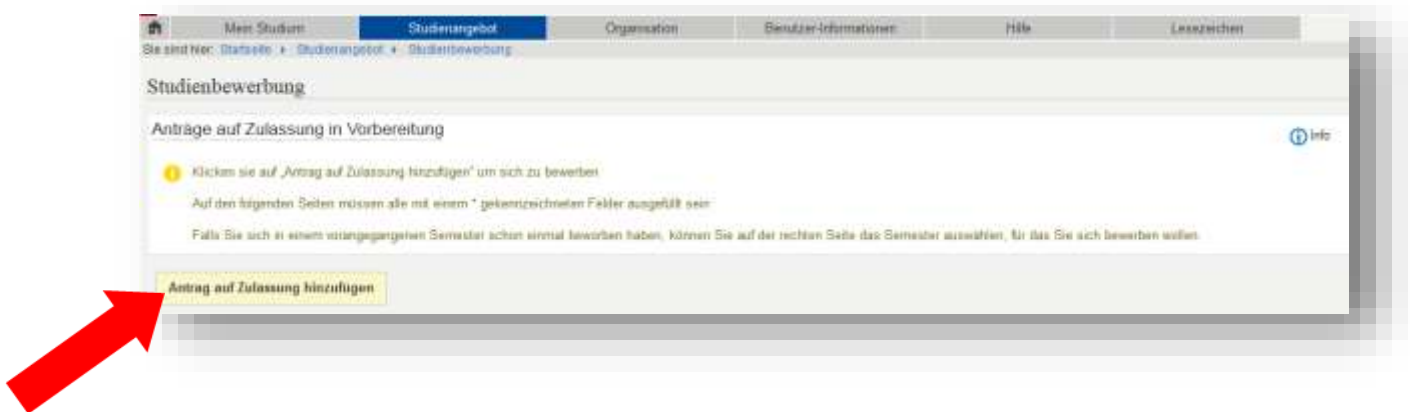 Mein Studium Studienangebot Organisation Benutzer-Informationen Hilfe Lesezeichen
Sie sind hier: Startseite Studienangebot Studienbewerbung
Studienbewerbung
Anträge auf Zulassung in Vorbereitung
Info
Klicken sie auf „Antrag auf Zulassung hinzufügen" um sich zu bewerben
Auf den folgenden Seiten müssen alle mit einem * gekennzeichneten Felder ausgefüllt sein
Falls Sie sich in einem vorangegangenen Semester schon einmal beworben haben, können Sie auf der rechten Seite das Semester auswählen, für das Sie sich bewerben wollen.
Antrag auf Zulassung hinzufügen